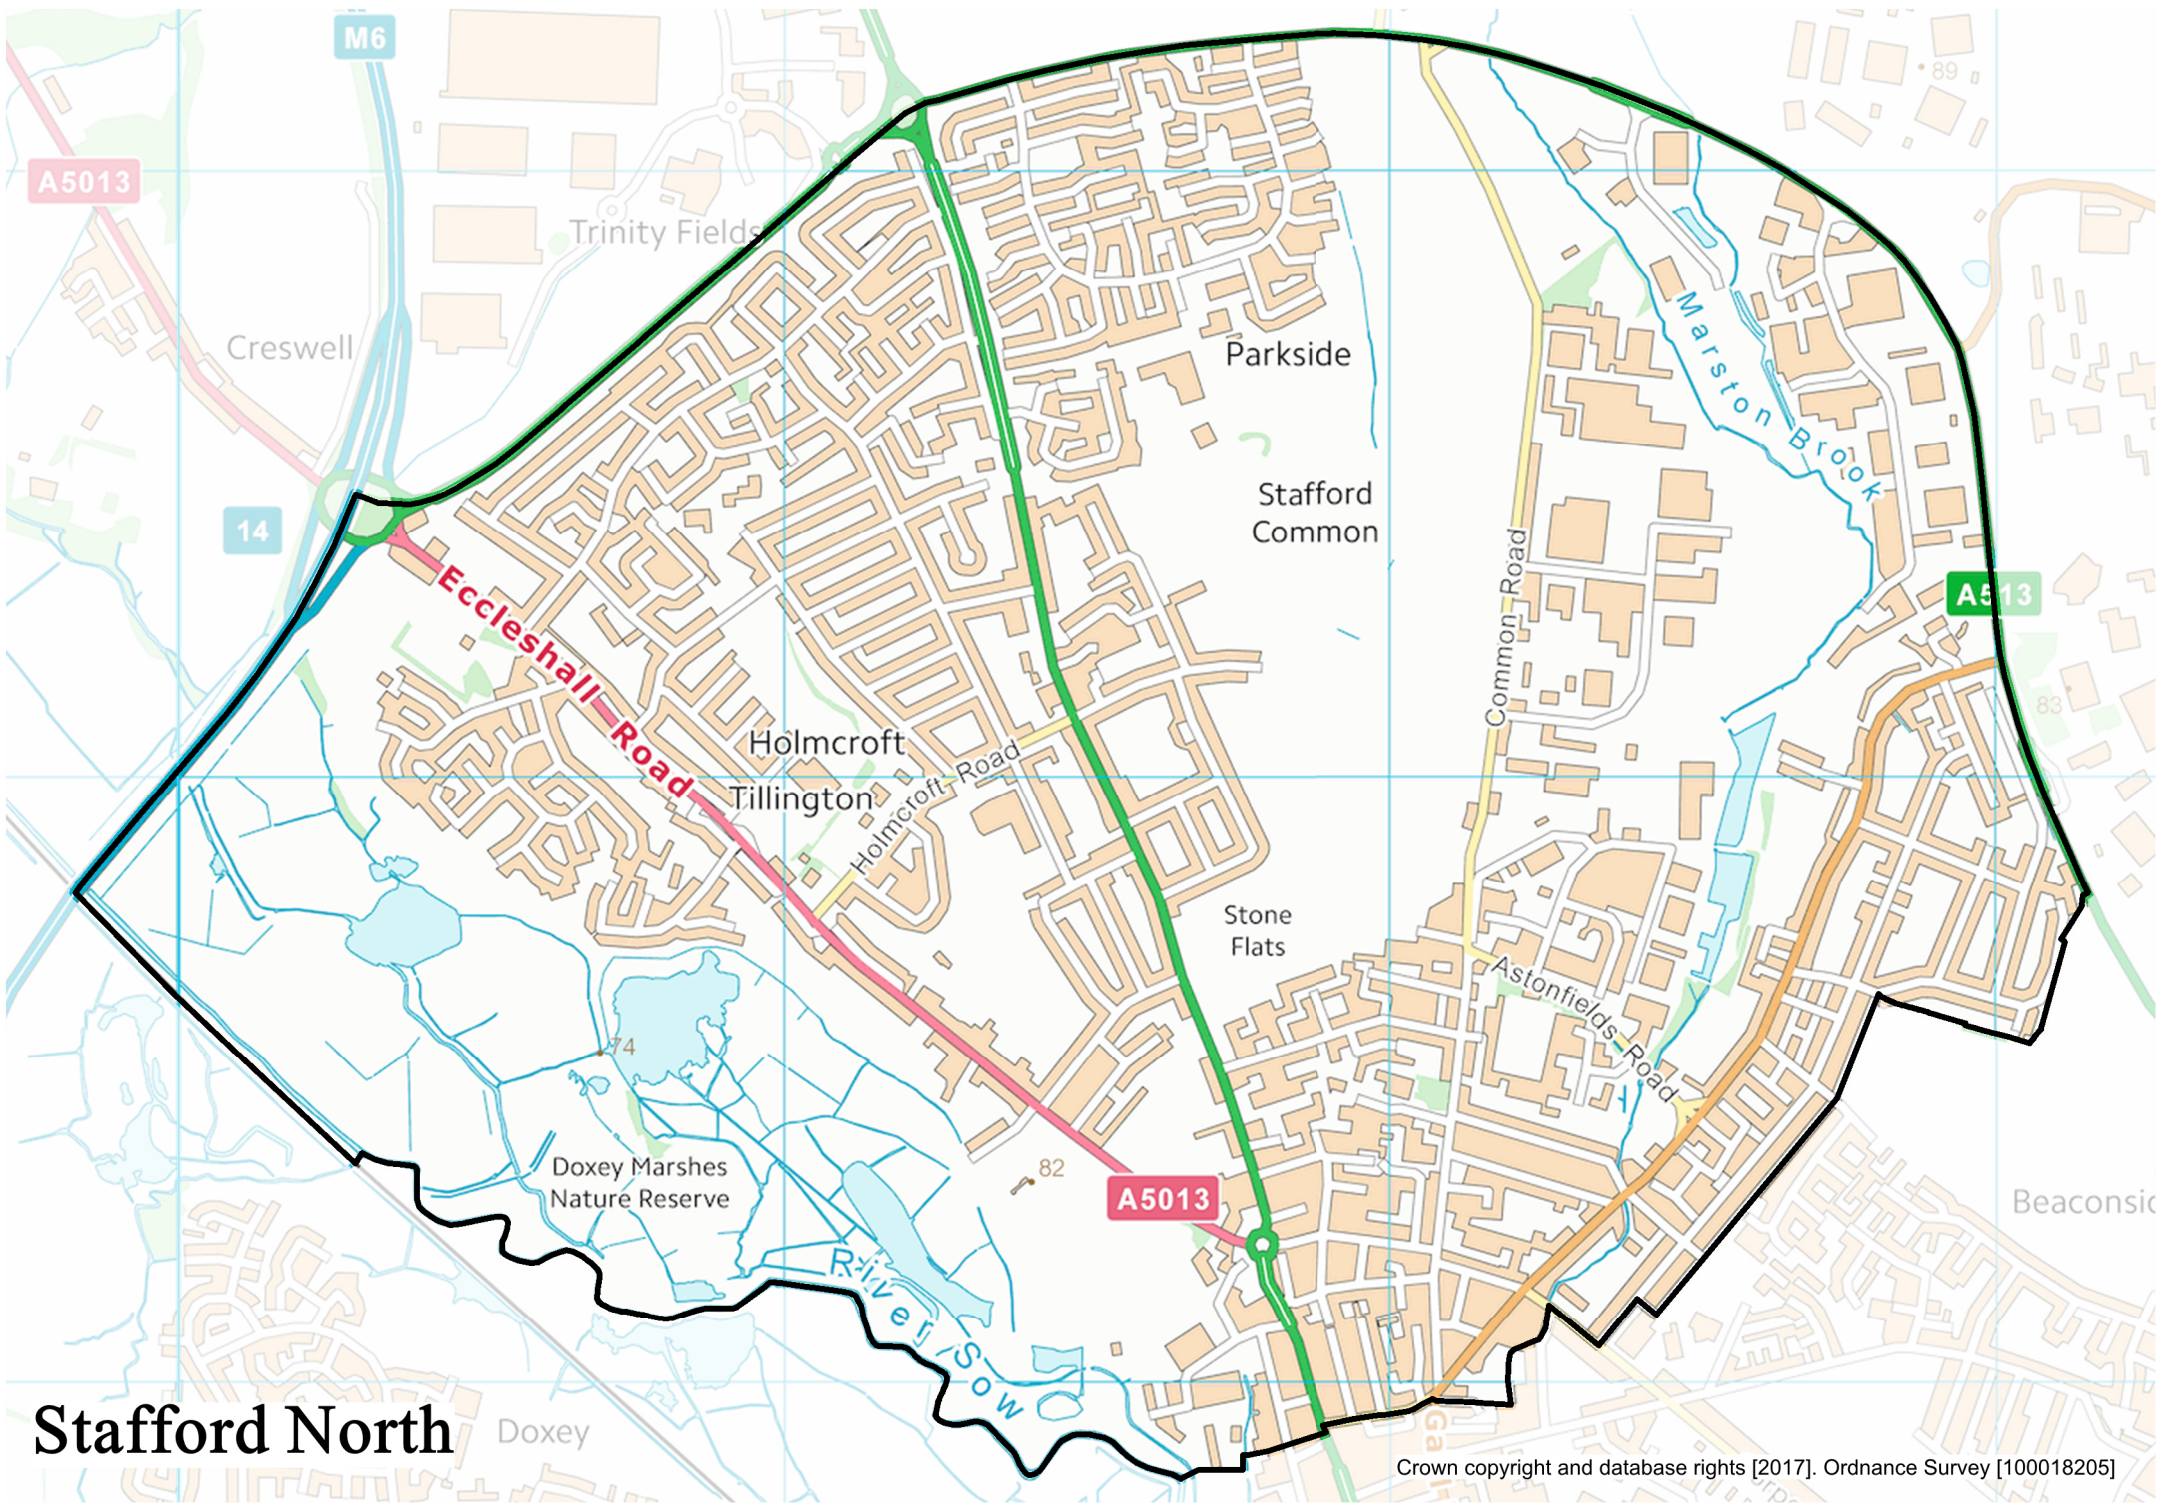 M6
89
A5013
Trinity Fields
Creswell
Marston Brook
Parkside
Stafford
Common
14
Eccleshall Road
Common Road
A513
83
Holmcroft
Tillington
Holmcroft Road
Stone
Flats
Astonfields Road
74
Doxey Marshes
Nature Reserve
82
A5013
Beaconsid
River Sow
Stafford North
Doxey
Crown copyright and database rights [2017]. Ordnance Survey [100018205]